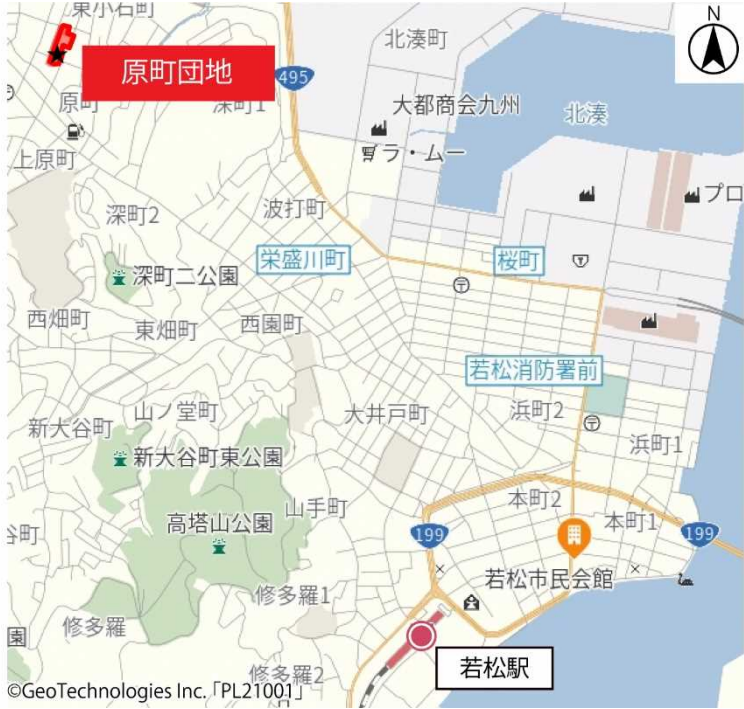 東小石町
N
北湊町
原町団地
495
原町
深町1
大都商会九州
北湊
ラ・ムー
上原町
深町2
波打町
プロ
栄盛川町
桜町
深町二公園
西畑町
東畑町
西園町
若松消防署前
山ノ堂町
大井戸町
浜町2
新大谷町
浜町1
新大谷町東公園
山手町
本町2
高塔山公園
本町1
谷町
199
199
若松市民会館
修多羅1
修多羅
園
若松駅
修多羅2
©GeoTechnologies Inc.「PL21001」